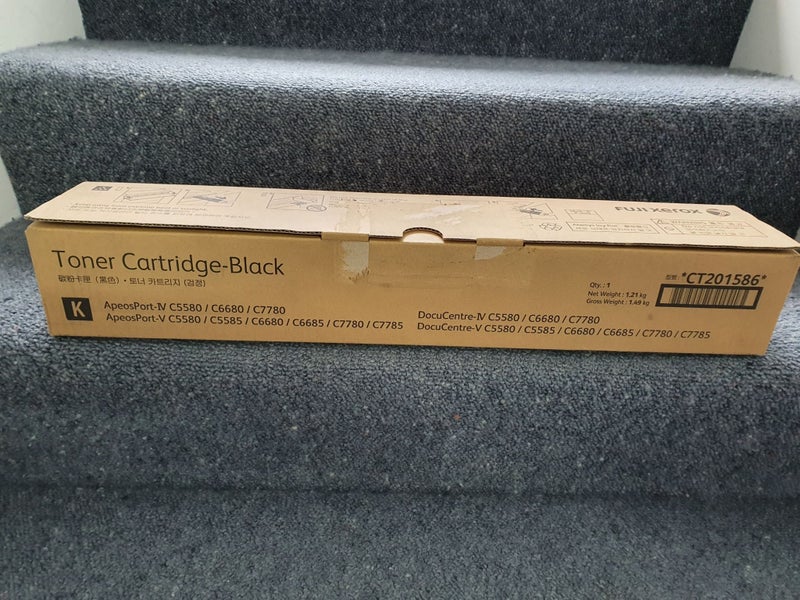 FUJI xerox
Toner Cartridge-Black
碳粉卡匣（黑色）・토너 카트리지 (검정)
K
ApeosPort-Ⅳ C5580 / C6680 / C7780
ApeosPort-Ⅴ C5580 / C5585 / C6680 / C6685 / C7780 / C7785
DocuCentre-Ⅳ C5580 / C6680 / C7780
DocuCentre-Ⅴ C5580 / C5585 / C6680 / C6685 / C7780 / C7785
Qty. : 1
Net Weight : 1.21 kg
Gross Weight : 1.49 kg
*CT201586*